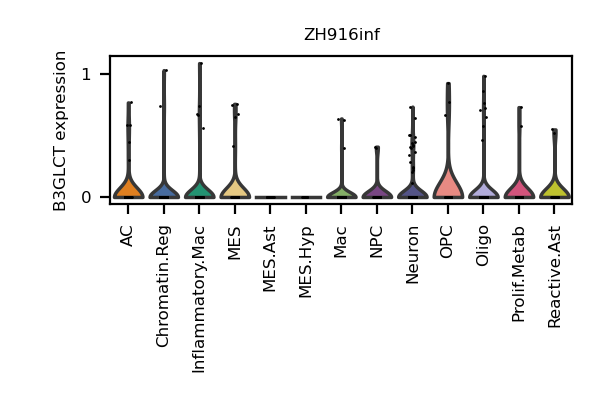 ZH916inf
B3GLCT expression
1
0
AC
Chromatin.Reg
Inflammatory.Mac
MES
MES.Ast
MES.Hyp
Mac
NPC
Neuron
OPC
Oligo
Prolif.Metab
Reactive.Ast